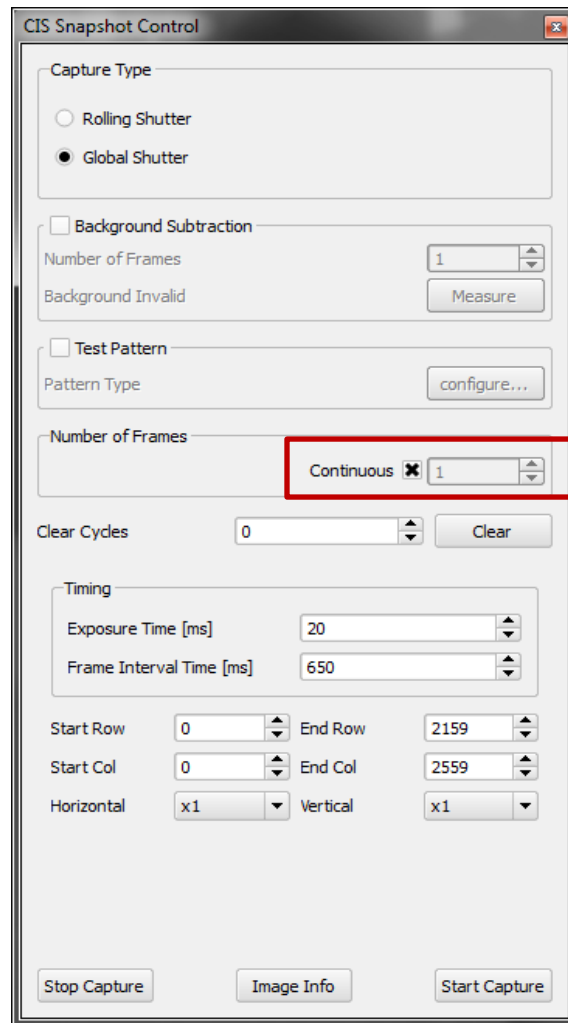 CIS Snapshot Control
Capture Type
Rolling Shutter
Global Shutter
Background Subtraction
Number of Frames 1
Background Invalid Measure
Test Pattern
Pattern Type configure...
Number of Frames
Continuous 1
Clear Cycles 0 Clear
Timing
Exposure Time [ms] 20
Frame Interval Time [ms] 650
Start Row 0 End Row 2159
Start Col 0 End Col 2559
Horizontal x1 Vertical x1
Stop Capture Image Info Start Capture